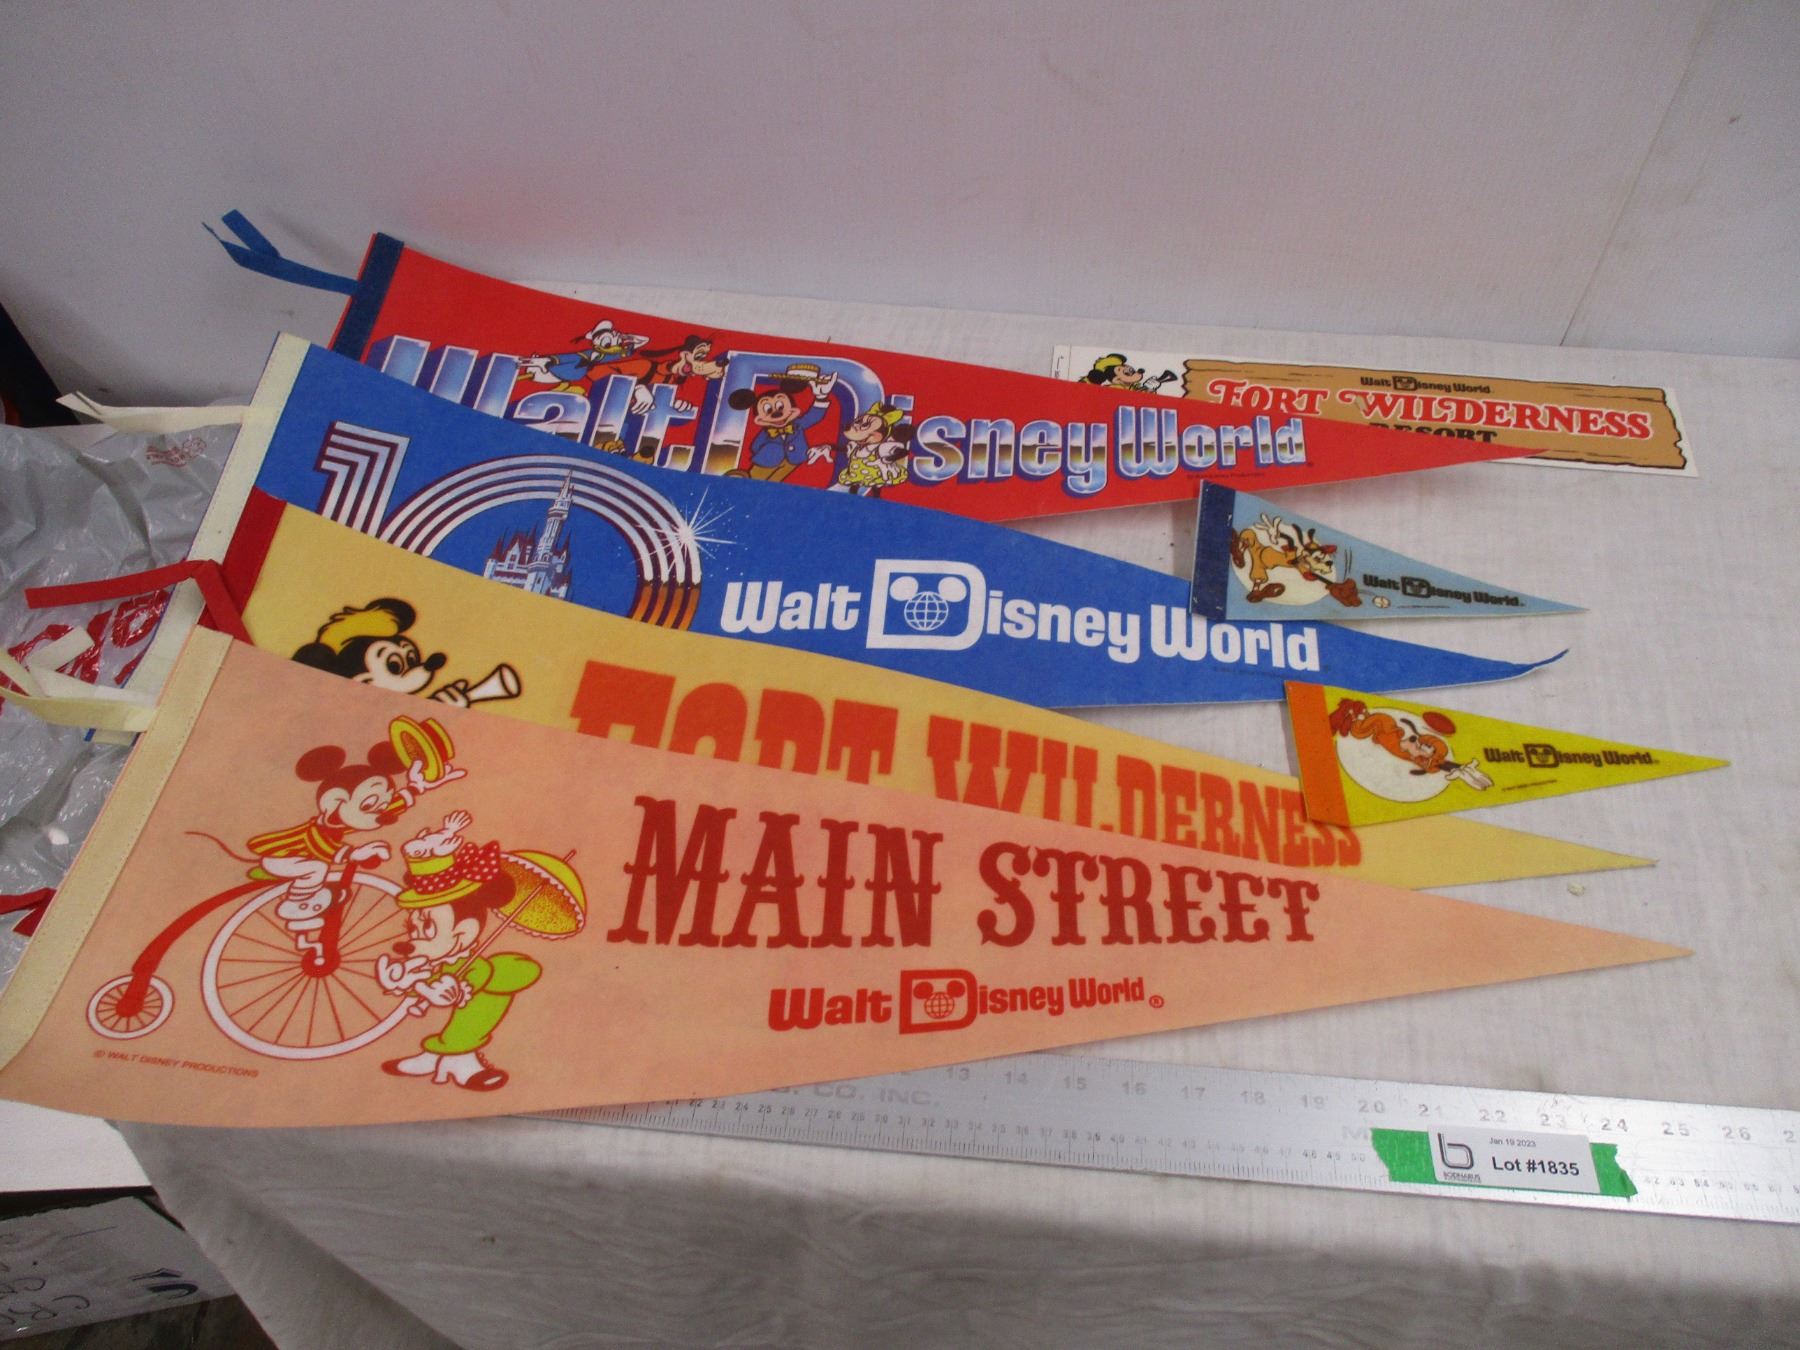 Walt Disney World
Walt Disney World
FORT WILDERNESS
RESORT
10
Walt Disney World
Walt Disney World
FORT WILDERNESS
Walt Disney World
MAIN STREET
Walt Disney World ®
© WALT DISNEY PRODUCTIONS
CO. INC.
13 14 15 16 17 18 19 20 21 22 23 24 25 26
Jan 19 2023
Lot #1835